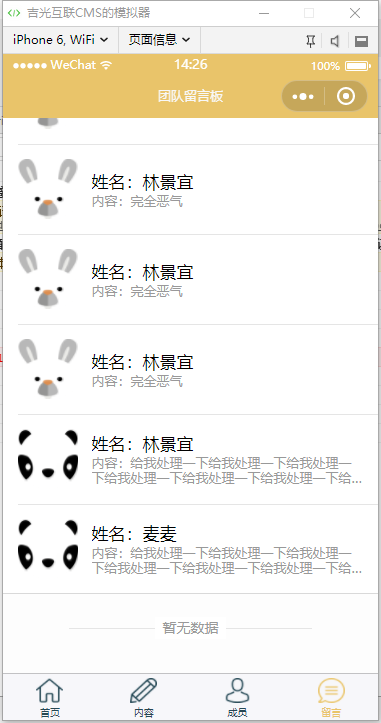 吉光互联CMS的模拟器
iPhone 6, WiFi 页面信息
WeChat 14:26 100%
团队留言板
姓名：林景宜
内容：完全恶气
姓名：林景宜
内容：完全恶气
姓名：林景宜
内容：完全恶气
姓名：林景宜
内容：给我处理一下给我处理一下给我处理一
下给我处理一下给我处理一下给我处理一下给...
姓名：麦麦
内容：给我处理一下给我处理一下给我处理一
下给我处理一下给我处理一下给我处理一下给...
暂无数据
首页 内容 成员 留言